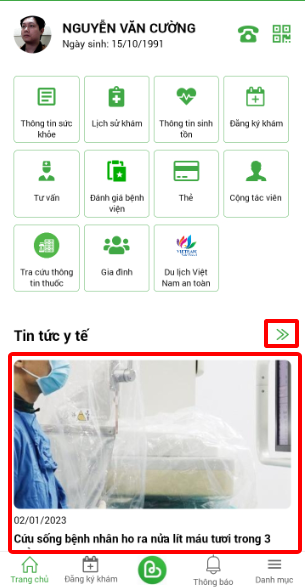 NGUYỄN VĂN CƯỜNG
Ngày sinh: 15/10/1991
Thông tin sức
khỏe
Lịch sử khám
Thông tin sinh
tồn
Đăng ký khám
Tư vấn
Đánh giá bệnh
viện
Thẻ
Cộng tác viên
Tra cứu thông
tin thuốc
Gia đình
Du lịch Việt
Nam an toàn
Tin tức y tế
02/01/2023
Cứu sống bệnh nhân ho ra nửa lít máu tươi trong 3
Trang chủ
Đăng ký khám
Thông báo
Danh mục